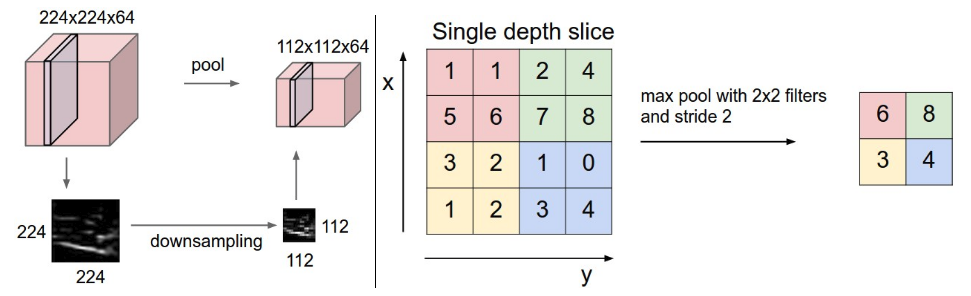 224x224x64
pool
112x112x64
224
224
downsampling
112
112
Single depth slice
x
1 1 2 4
5 6 7 8
3 2 1 0
1 2 3 4
y
max pool with 2x2 filters
and stride 2
6 8
3 4